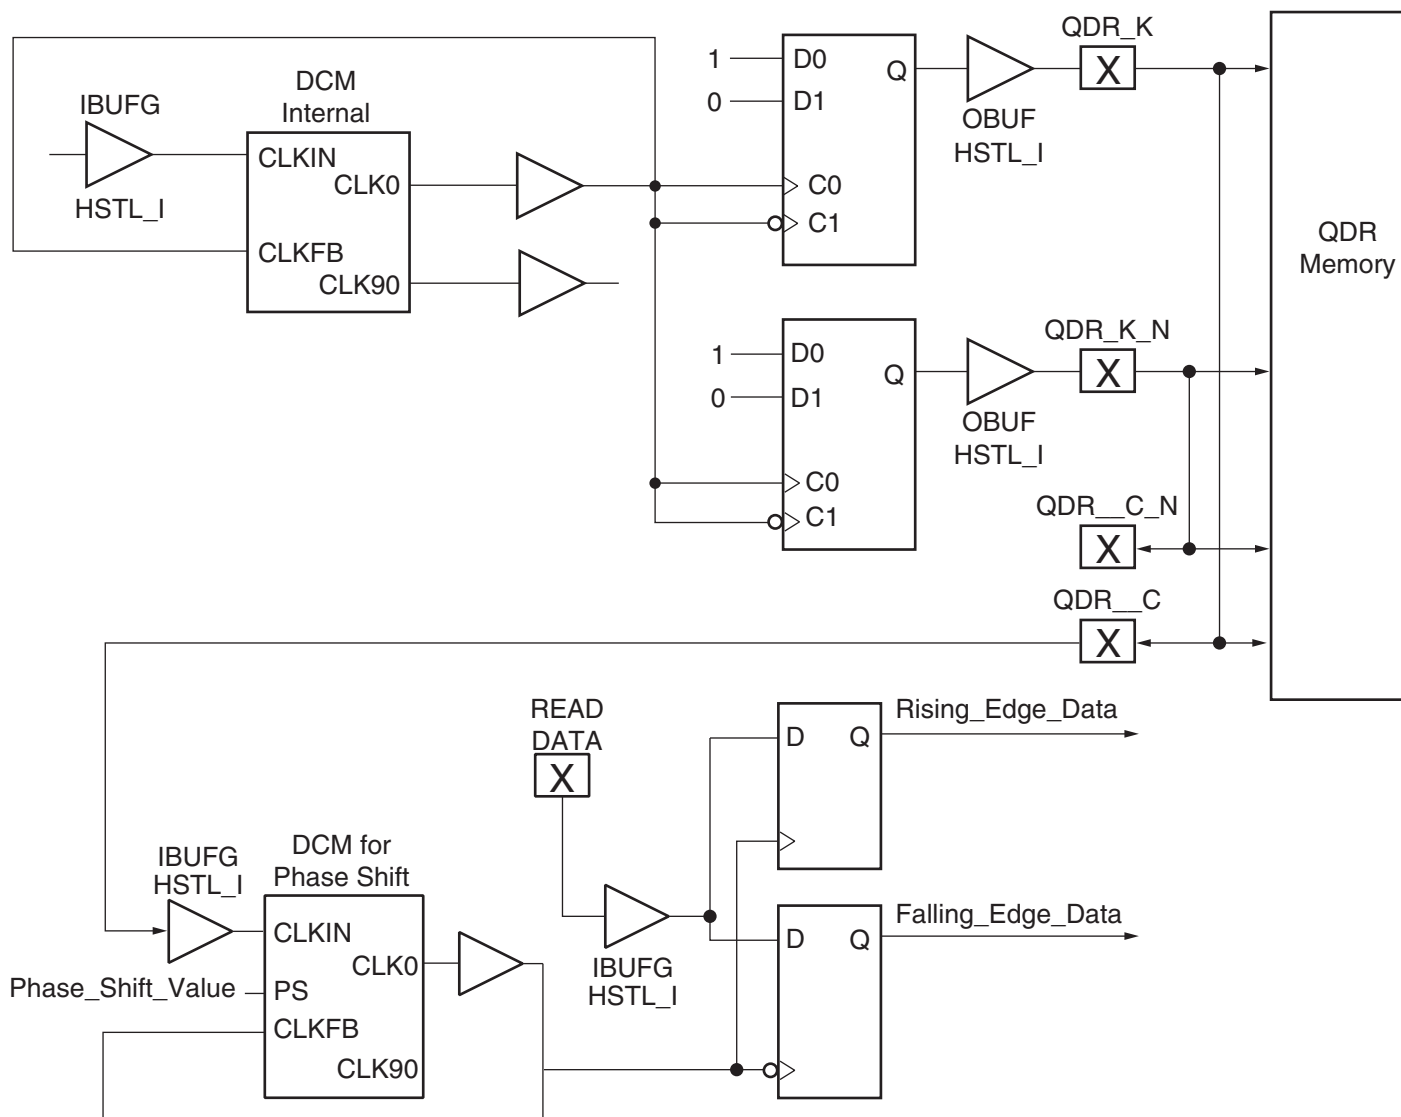 IBUFG
HSTL_I
DCM
Internal
CLKIN
CLK0
CLKFB
CLK90
1
0
D0
D1
Q
C0
C1
OBUF
HSTL_I
QDR_K
X
QDR
Memory
1
0
D0
D1
Q
C0
C1
OBUF
HSTL_I
QDR_K_N
X
QDR__C_N
X
QDR__C
X
READ
DATA
X
IBUFG
HSTL_I
D
Q
Rising_Edge_Data
D
Q
Falling_Edge_Data
IBUFG
HSTL_I
DCM for
Phase Shift
CLKIN
CLK0
Phase_Shift_Value
PS
CLKFB
CLK90